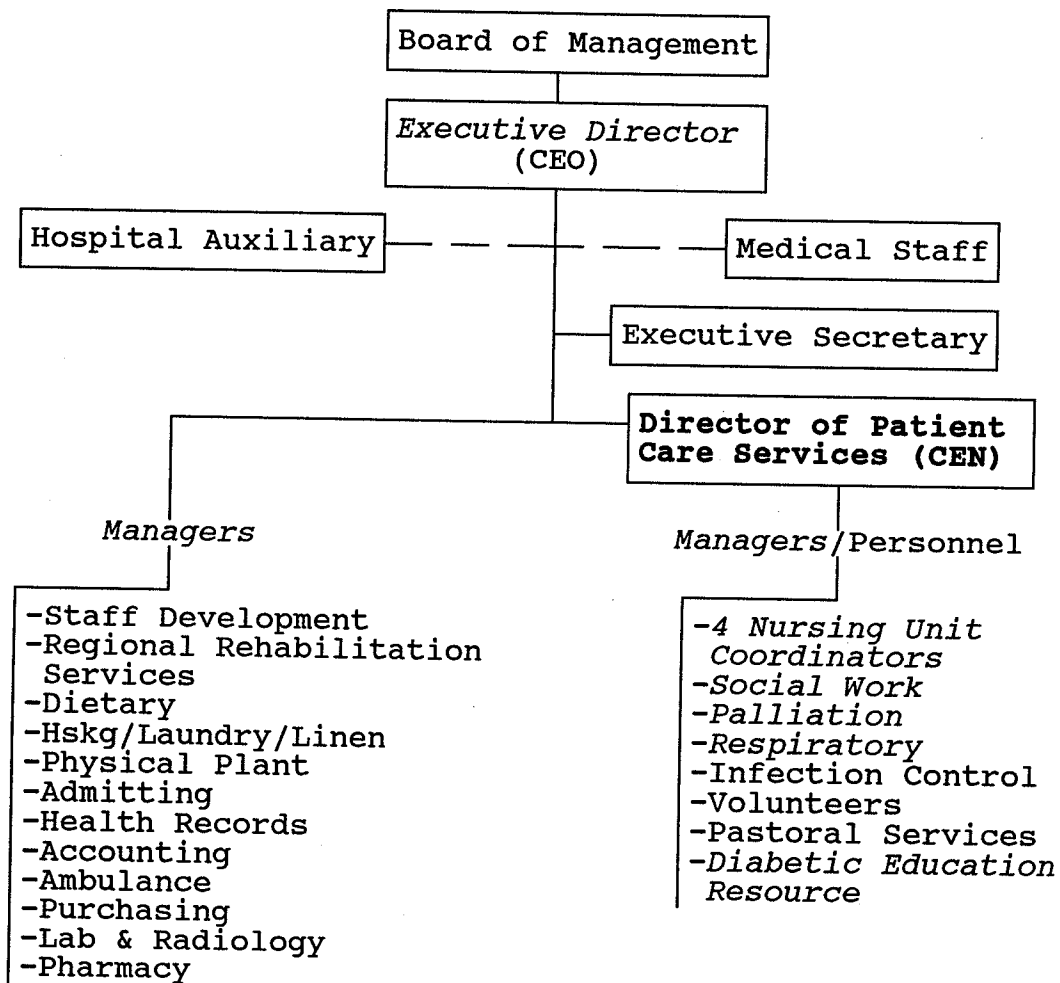 Board of Management
Executive Director
(CEO)
Hospital Auxiliary
Medical Staff
Executive Secretary
Director of Patient
Care Services (CEN)
Managers
-Staff Development
-Regional Rehabilitation
Services
-Dietary
-Hskg/Laundry/Linen
-Physical Plant
-Admitting
-Health Records
-Accounting
-Ambulance
-Purchasing
-Lab & Radiology
-Pharmacy
Managers/Personnel
-4 Nursing Unit
Coordinators
-Social Work
-Palliation
-Respiratory
-Infection Control
-Volunteers
-Pastoral Services
-Diabetic Education
Resource